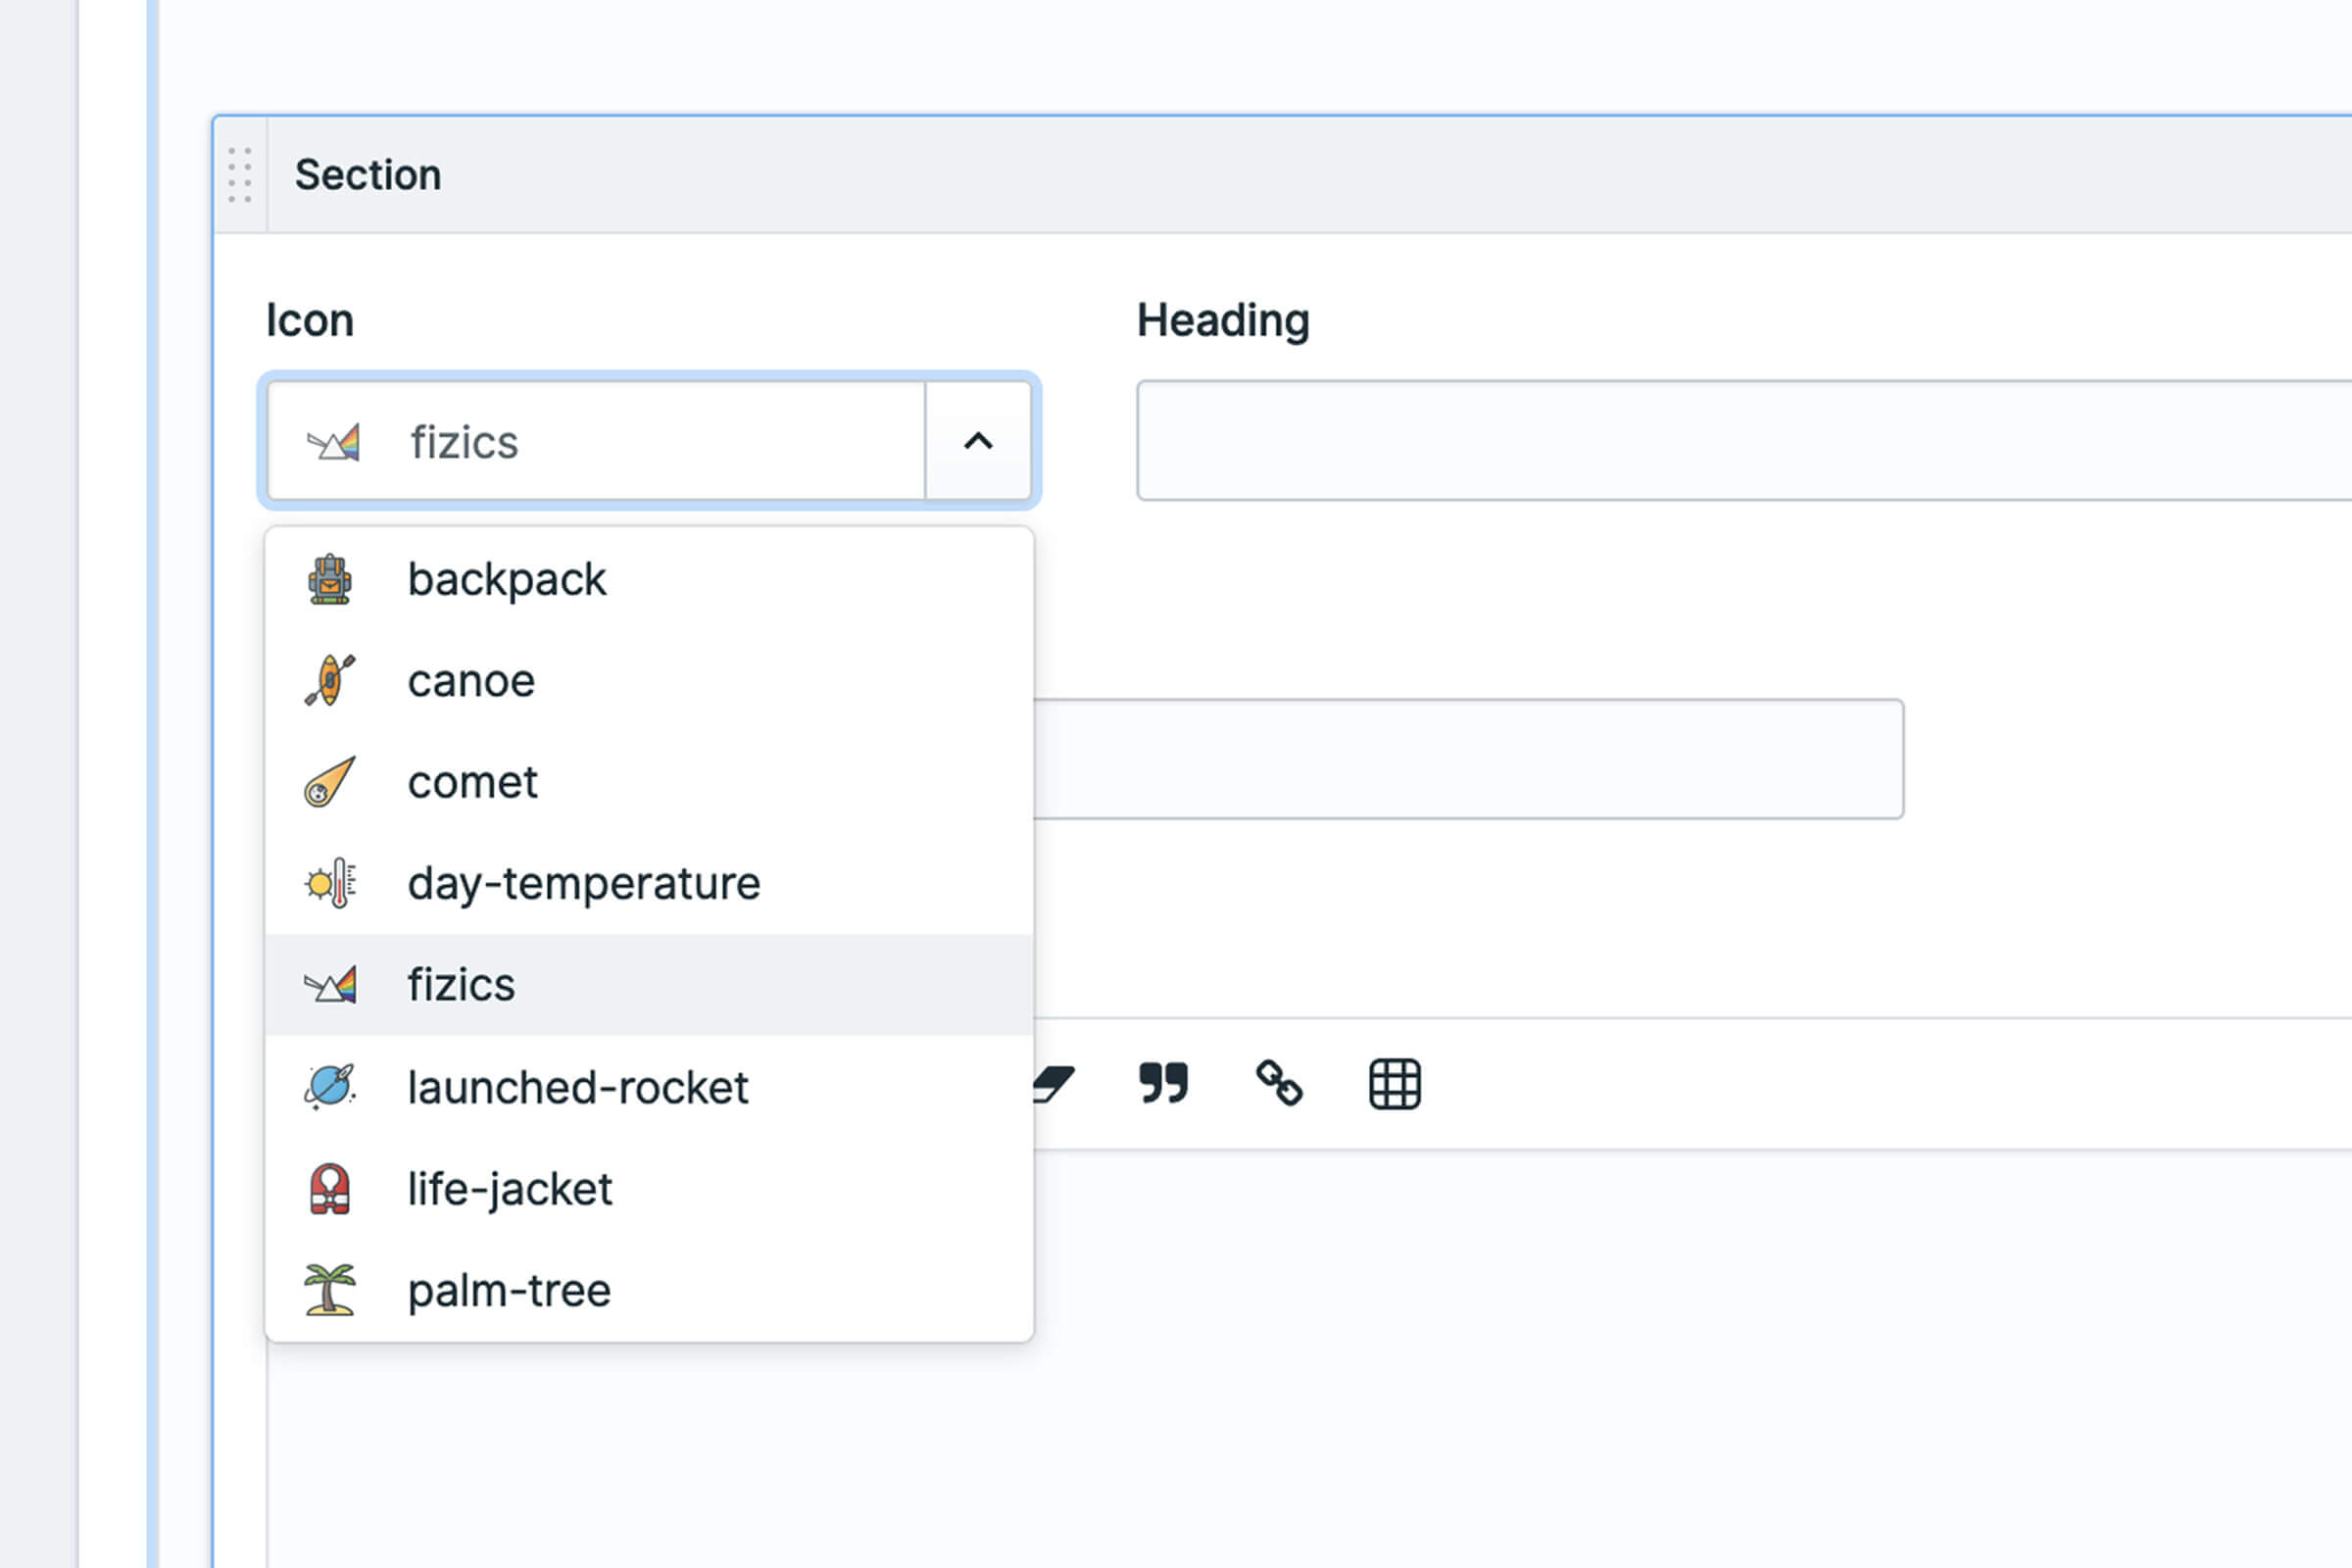 Section
Icon
Heading
fizics
backpack
canoe
comet
day-temperature
fizics
launched-rocket
life-jacket
palm-tree